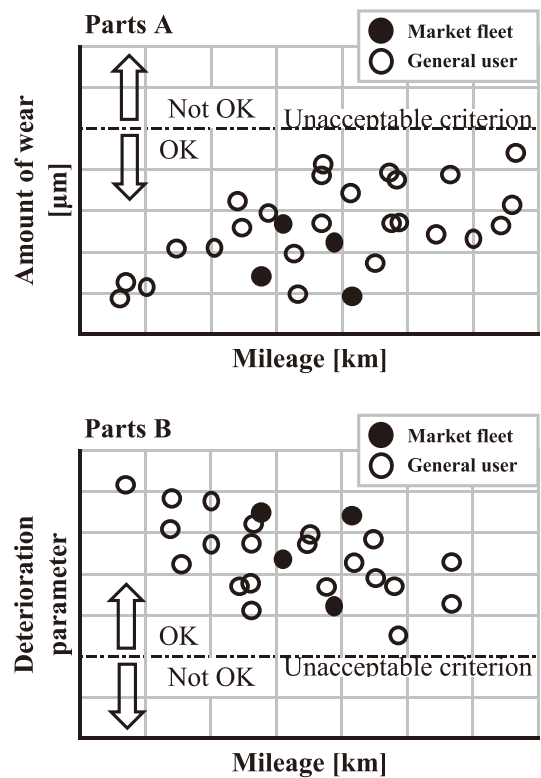 Parts A
Market fleet
General user
Not OK
Unacceptable criterion
OK
Amount of wear
[μm]
Mileage [km]
Parts B
Market fleet
General user
Deterioration
parameter
OK
Unacceptable criterion
Not OK
Mileage [km]